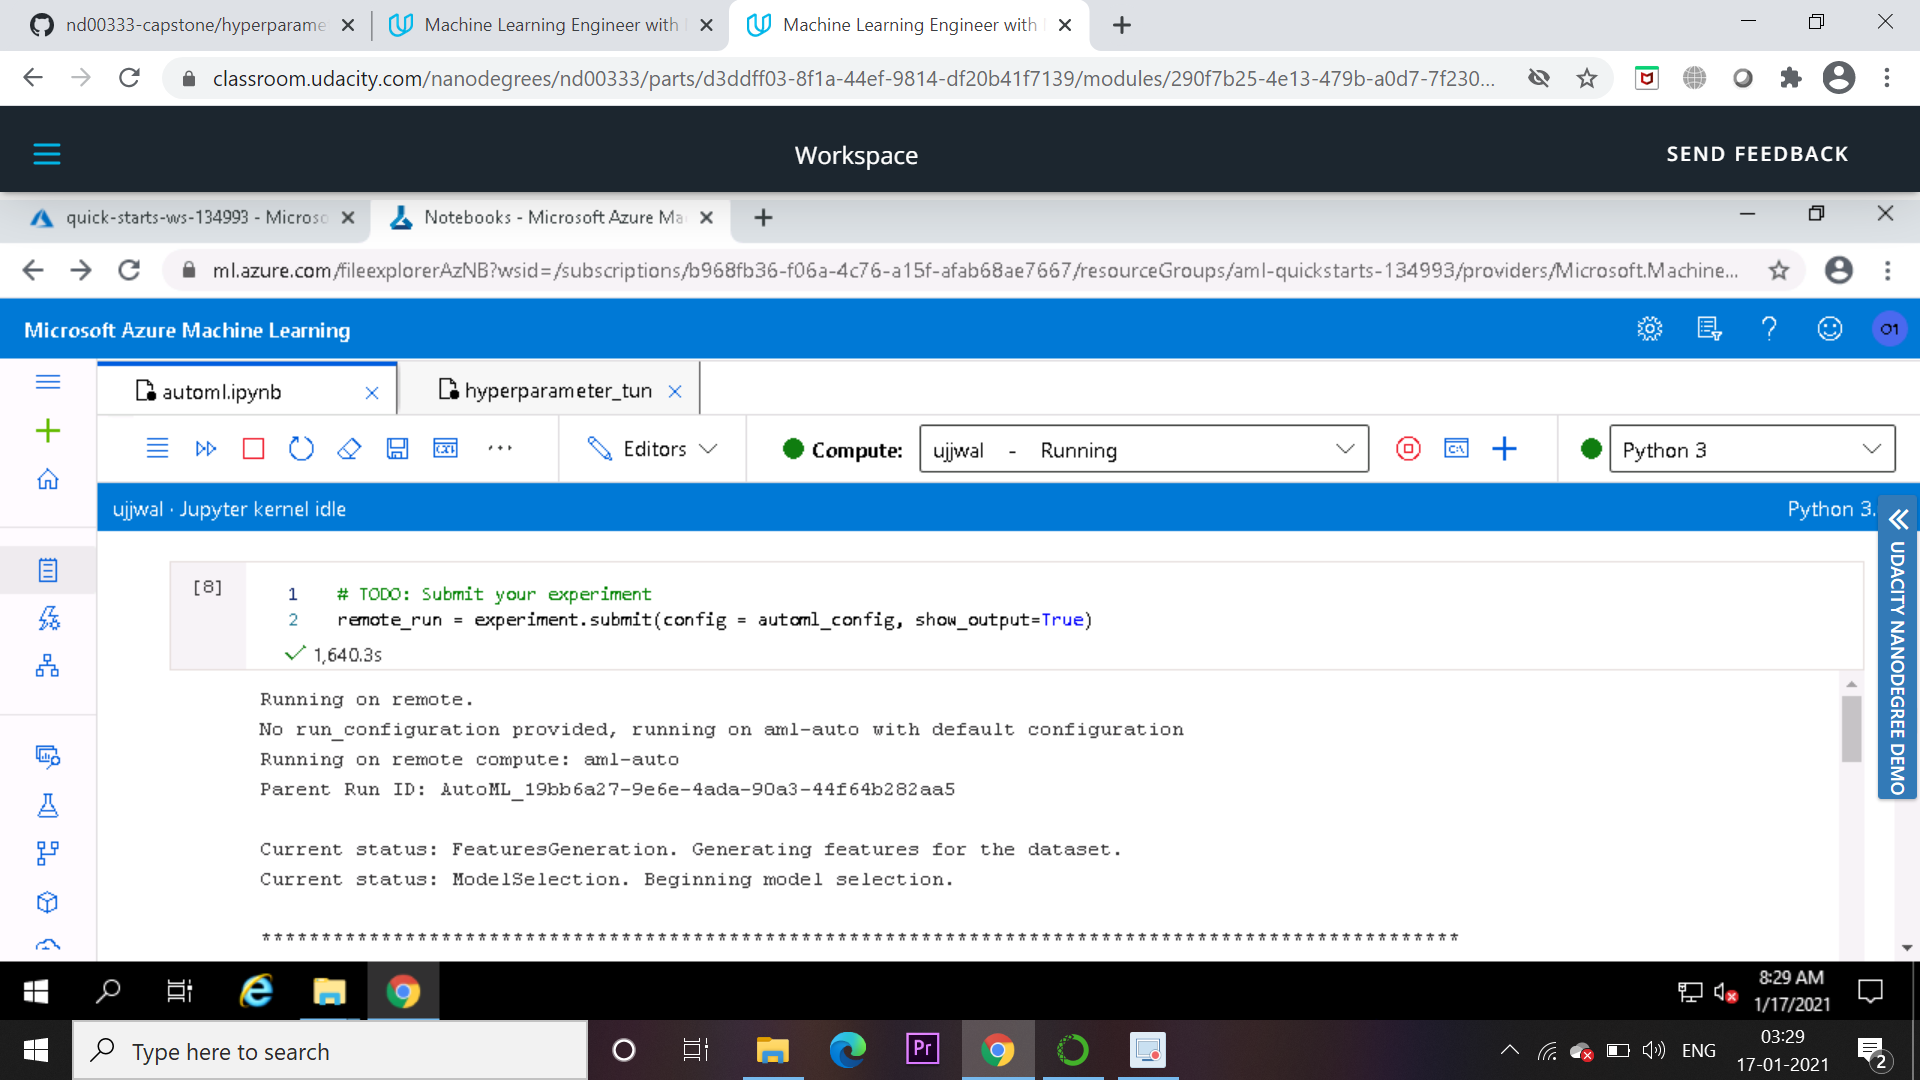 nd00333-capstone/hyperparame
Machine Learning Engineer with
Machine Learning Engineer with
classroom.udacity.com/nanodegrees/nd00333/parts/d3ddff03-8f1a-44ef-9814-df20b41f7139/modules/290f7b25-4e13-479b-a0d7-7f230...
Workspace
SEND FEEDBACK
quick-starts-ws-134993 - Microso
Notebooks - Microsoft Azure Ma
ml.azure.com/fileexplorerAzNB?wsid=/subscriptions/b968fb36-f06a-4c76-a15f-afab68ae7667/resourceGroups/aml-quickstarts-134993/providers/Microsoft.Machine...
Microsoft Azure Machine Learning
01
automl.ipynb
hyperparameter_tun
Editors
Compute:
ujjwal - Running
Python 3
ujjwal · Jupyter kernel idle
Python 3.
UDACITY NANODEGREE DEMO
[8]
1 # TODO: Submit your experiment
2 remote_run = experiment.submit(config = automl_config, show_output=True)
1,640.3s
Running on remote.
No run_configuration provided, running on aml-auto with default configuration
Running on remote compute: aml-auto
Parent Run ID: AutoML_19bb6a27-9e6e-4ada-90a3-44f64b282aa5
Current status: FeaturesGeneration. Generating features for the dataset.
Current status: ModelSelection. Beginning model selection.
****************************************************************************************************
8:29 AM
1/17/2021
Type here to search
Pr
ENG
03:29
17-01-2021
2